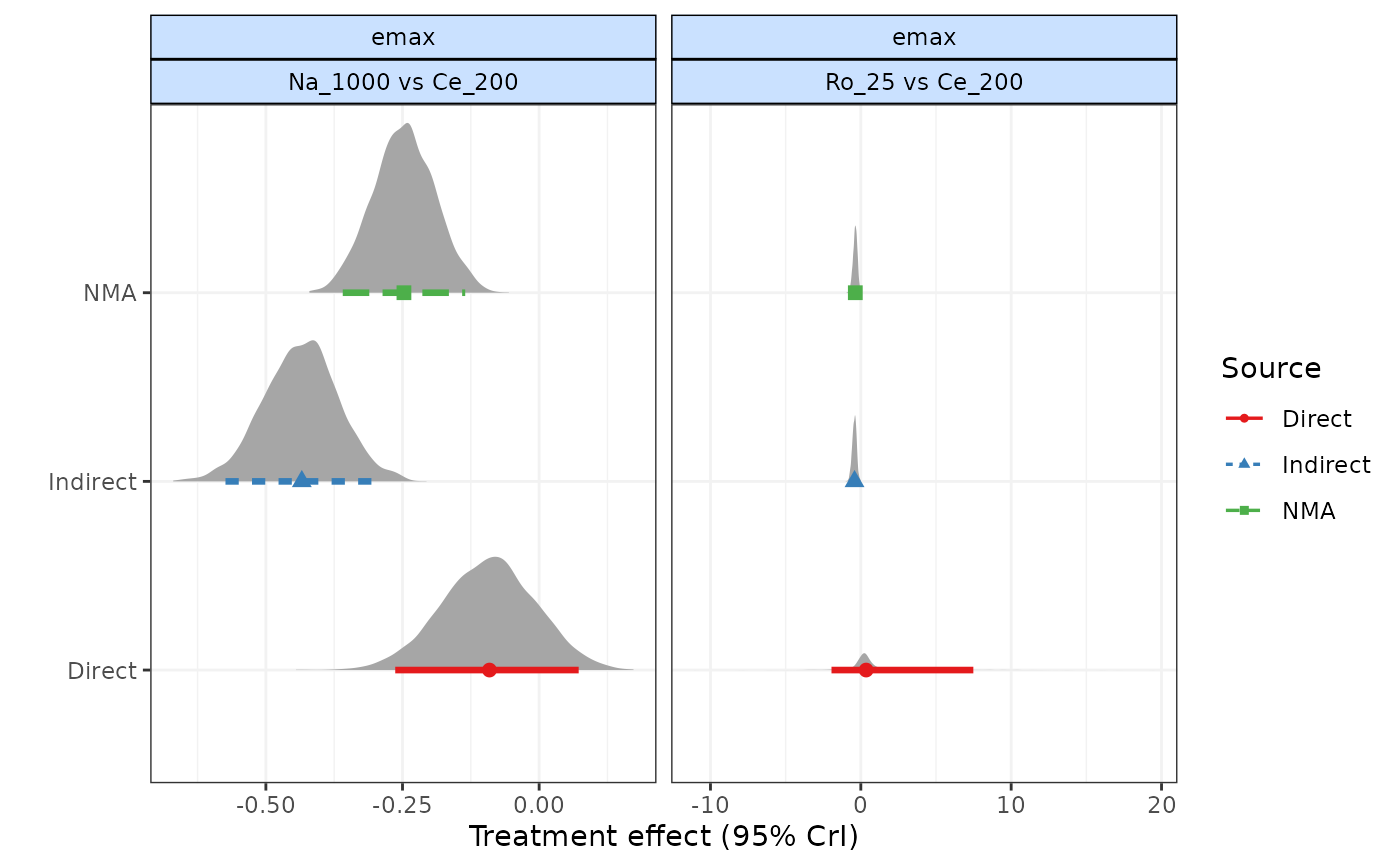 emax
emax
Na_1000 vs Ce_200
Ro_25 vs Ce_200
NMA
Indirect
Direct
-0.50
-0.25
0.00
-10
0
10
20
Treatment effect (95% CrI)
Source
Direct
Indirect
NMA